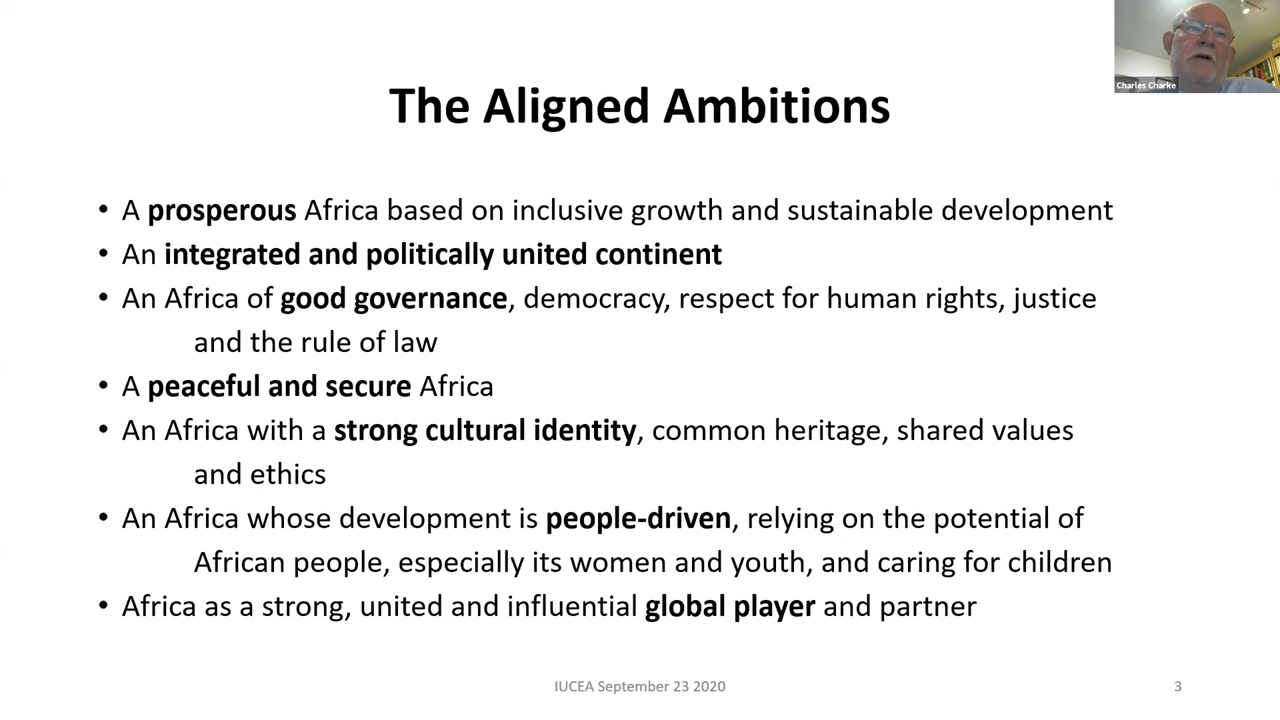 Charles Charke
The Aligned Ambitions
• A prosperous Africa based on inclusive growth and sustainable development
• An integrated and politically united continent
• An Africa of good governance, democracy, respect for human rights, justice
and the rule of law
• A peaceful and secure Africa
• An Africa with a strong cultural identity, common heritage, shared values
and ethics
• An Africa whose development is people-driven, relying on the potential of
African people, especially its women and youth, and caring for children
• Africa as a strong, united and influential global player and partner
IUCEA September 23 2020
3